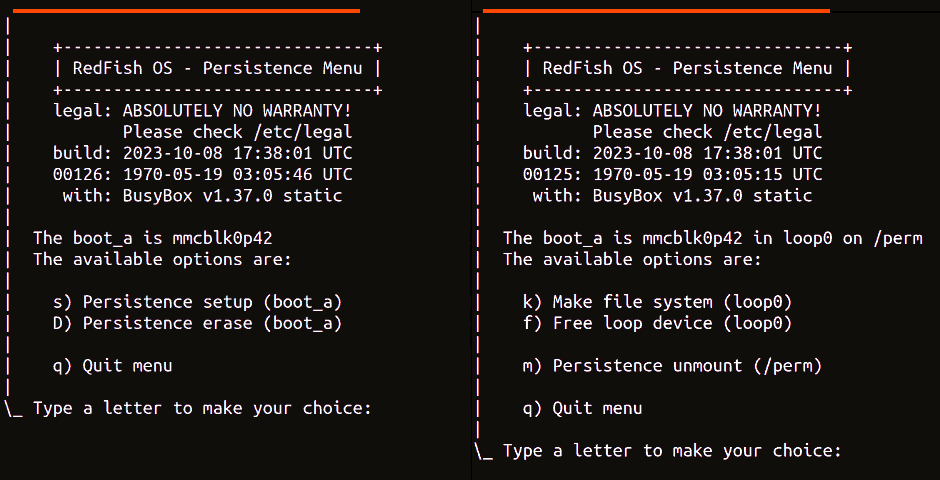 +-------------------------------+
| RedFish OS - Persistence Menu |
+-------------------------------+
legal: ABSOLUTELY NO WARRANTY!
Please check /etc/legal
build: 2023-10-08 17:38:01 UTC
00126: 1970-05-19 03:05:46 UTC
with: BusyBox v1.37.0 static
The boot_a is mmcblk0p42
The available options are:
s) Persistence setup (boot_a)
D) Persistence erase (boot_a)
q) Quit menu
\_ Type a letter to make your choice:
+-------------------------------+
| RedFish OS - Persistence Menu |
+-------------------------------+
legal: ABSOLUTELY NO WARRANTY!
Please check /etc/legal
build: 2023-10-08 17:38:01 UTC
00125: 1970-05-19 03:05:15 UTC
with: BusyBox v1.37.0 static
The boot_a is mmcblk0p42 in loop0 on /perm
The available options are:
k) Make file system (loop0)
f) Free loop device (loop0)
m) Persistence unmount (/perm)
q) Quit menu
\_ Type a letter to make your choice: